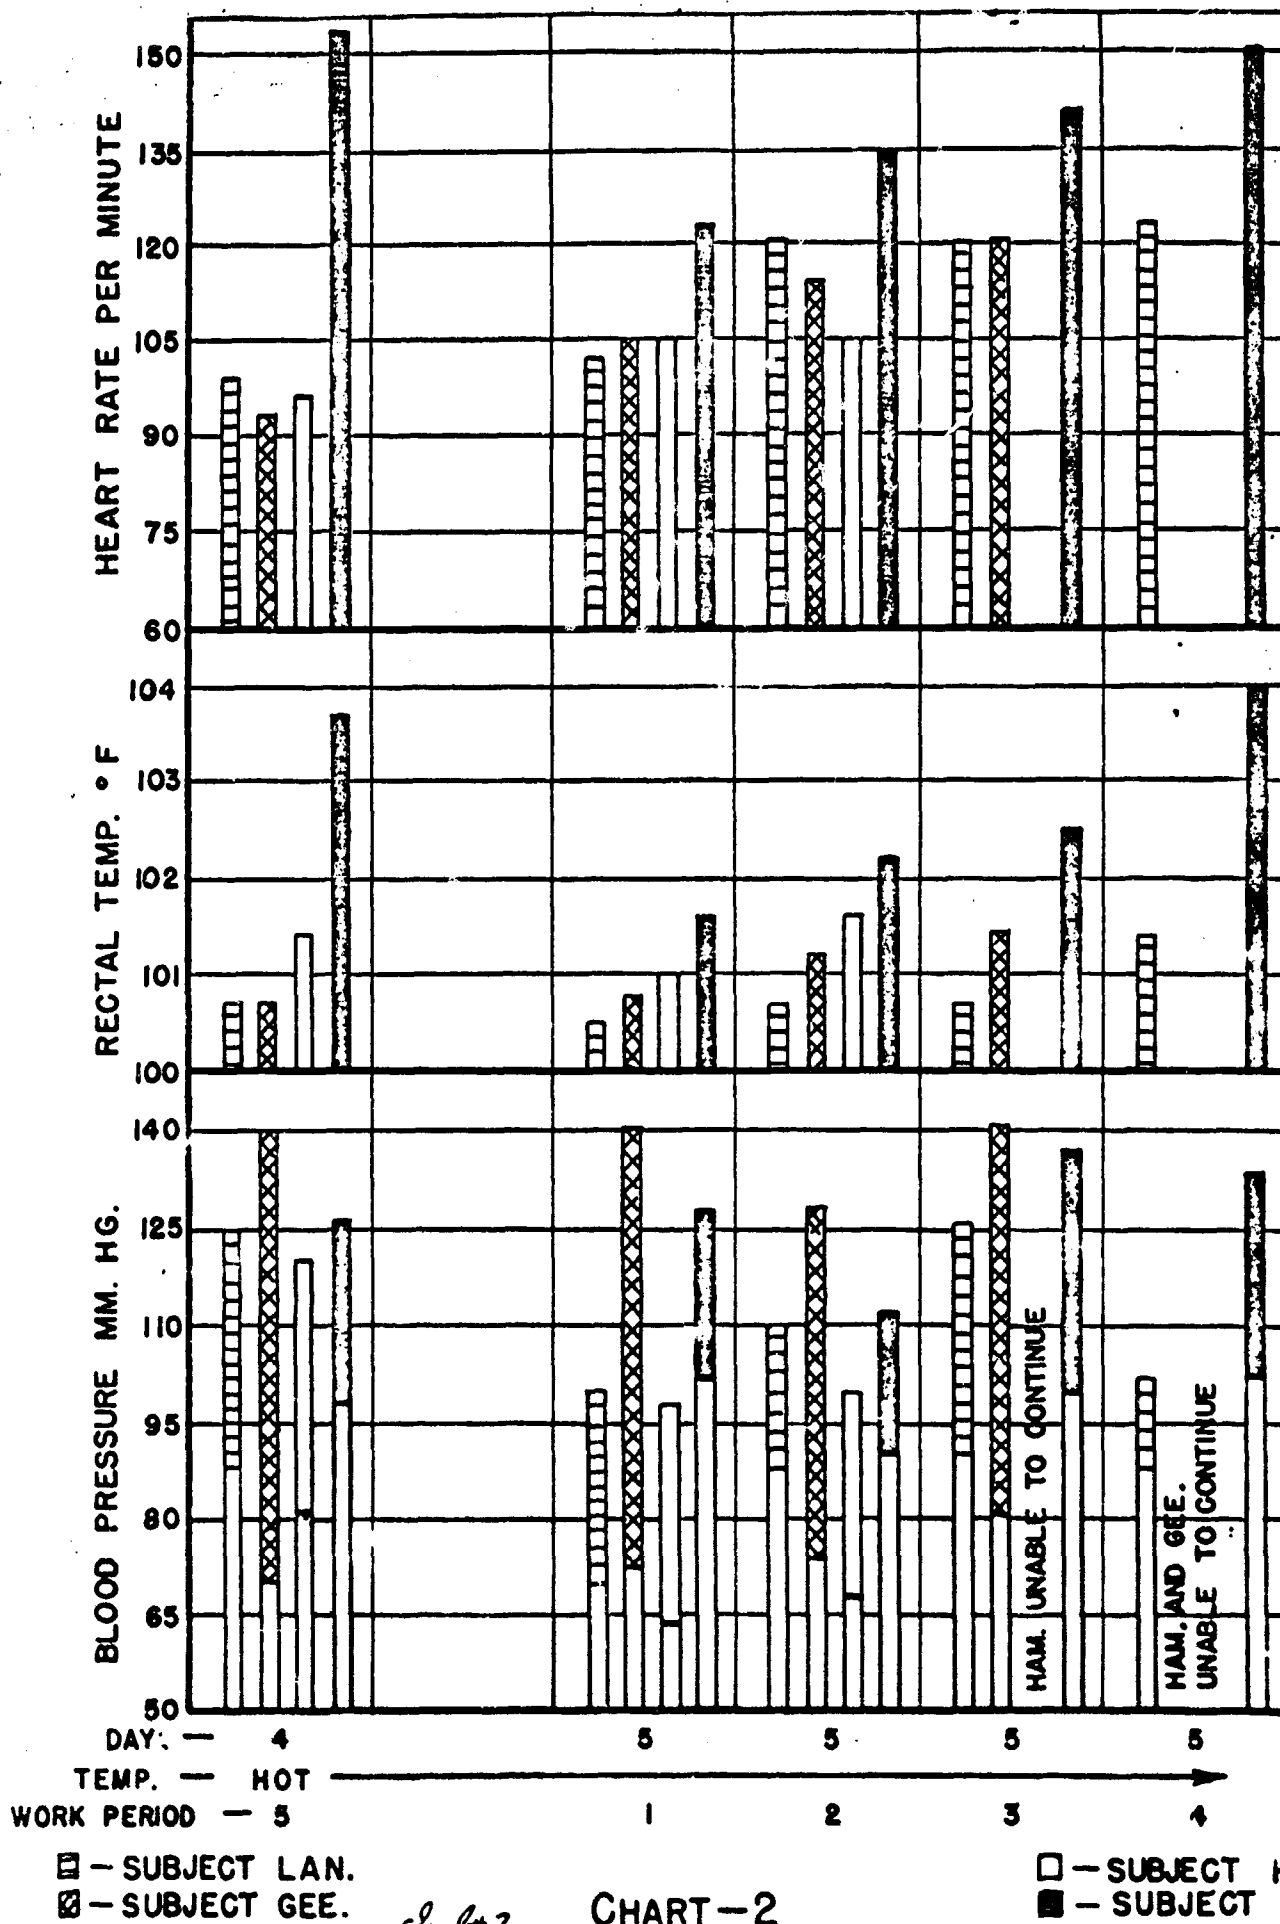 HEART RATE PER MINUTE
150
135
120
105
90
75
60
RECTAL TEMP. °F
104
103
102
101
100
BLOOD PRESSURE MM. HG.
140
125
110
95
80
65
50
HAM. UNABLE TO CONTINUE
HAM. AND GEE.
UNABLE TO CONTINUE
DAY: — 4 5 5 5 5
TEMP. — HOT
WORK PERIOD — 5 1 2 3 4
— SUBJECT LAN.
— SUBJECT GEE.
— SUBJECT
— SUBJECT
CHART—2